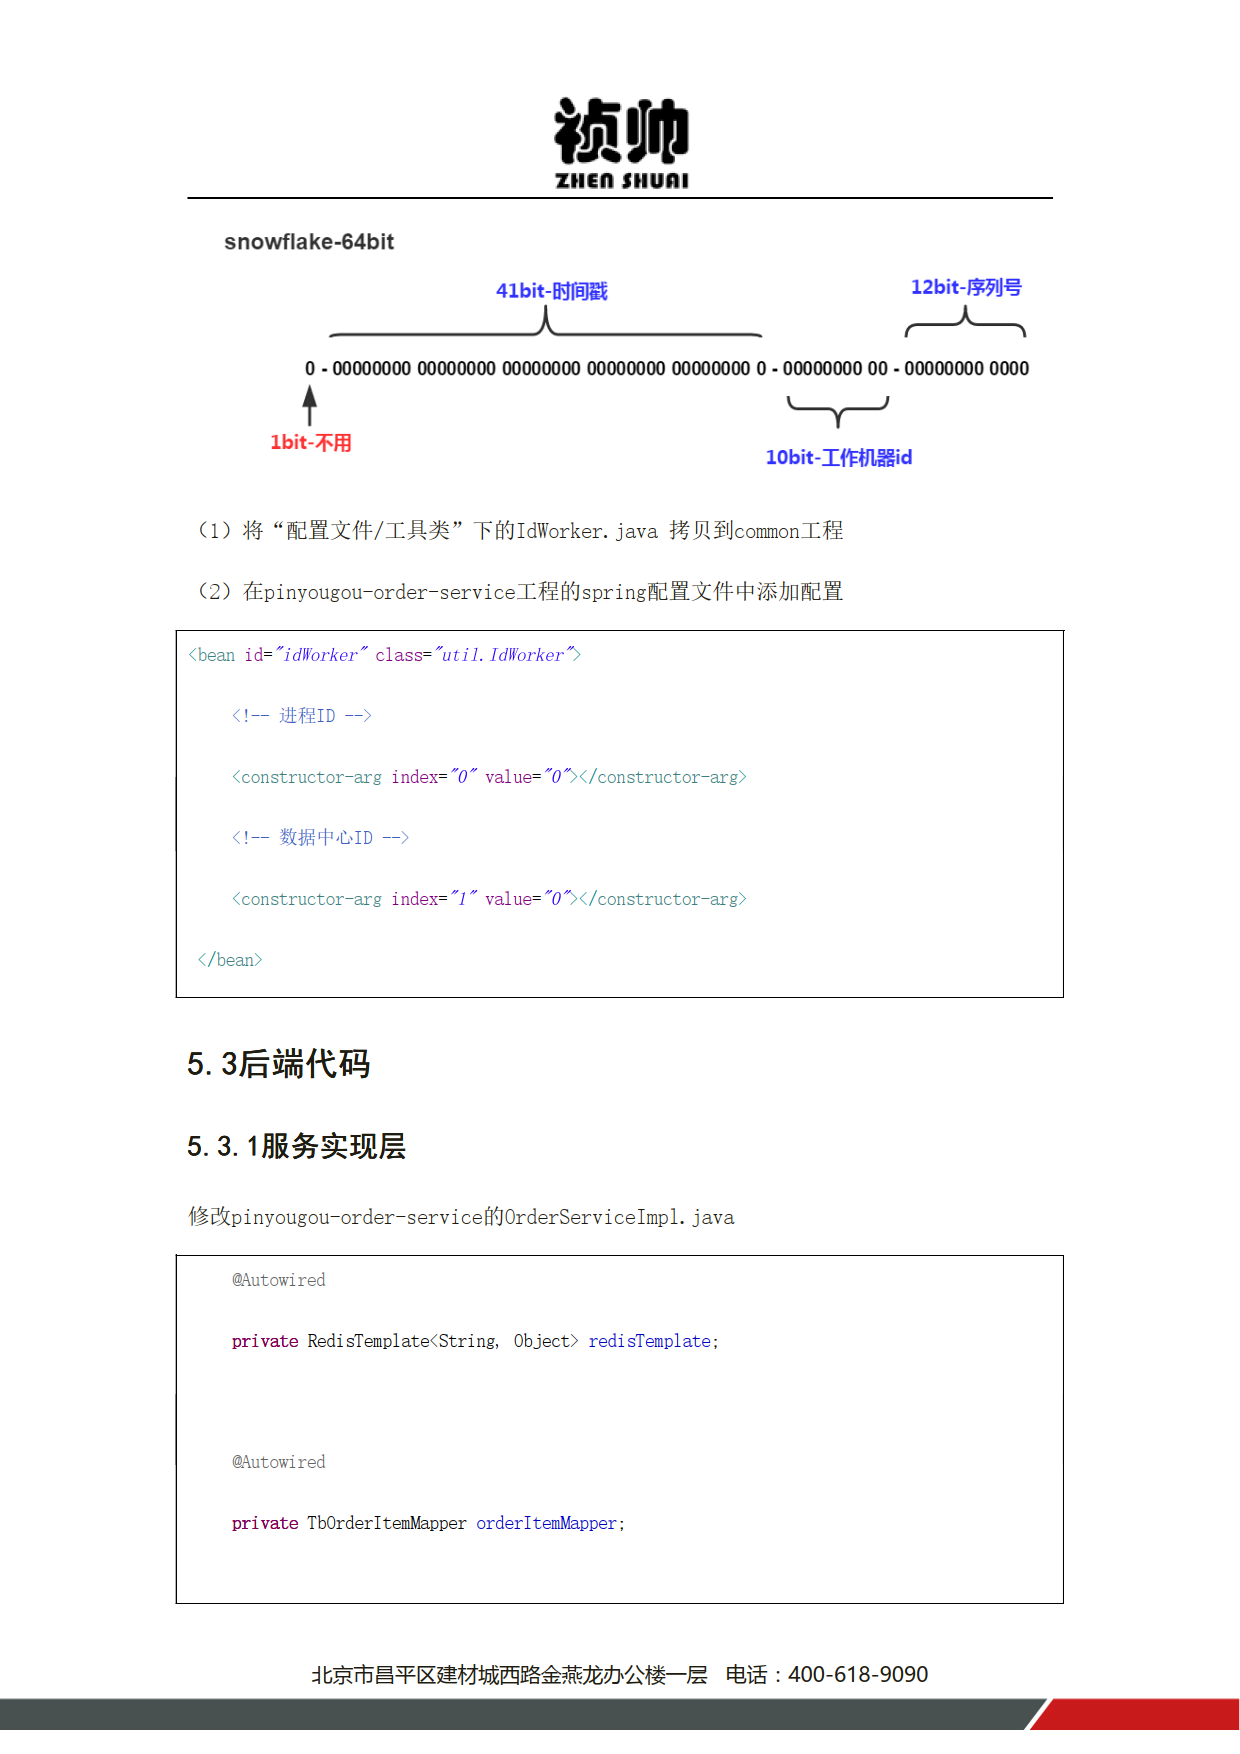 祯帅
ZHEN SHUAI
snowflake-64bit
41bit-时间戳
12bit-序列号
0 - 00000000 00000000 00000000 00000000 00000000 0 - 00000000 00 - 00000000 0000
1bit-不用
10bit-工作机器id
（1）将“配置文件/工具类”下的IdWorker.java 拷贝到common工程
（2）在pinyougou-order-service工程的spring配置文件中添加配置
<bean id="idWorker" class="util.IdWorker">
<!-- 进程ID -->
<constructor-arg index="0" value="0"></constructor-arg>
<!-- 数据中心ID -->
<constructor-arg index="1" value="0"></constructor-arg>
</bean>
5.3后端代码
5.3.1服务实现层
修改pinyougou-order-service的OrderServiceImpl.java
@Autowired
private RedisTemplate<String, Object> redisTemplate;
@Autowired
private TbOrderItemMapper orderItemMapper;
北京市昌平区建材城西路金燕龙办公楼一层 电话：400-618-9090